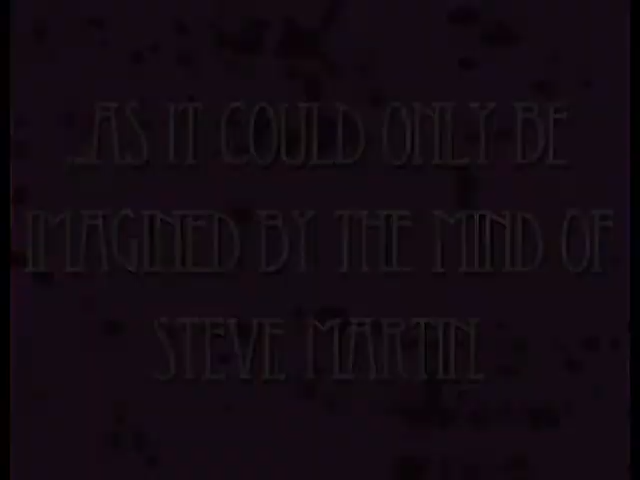 ...AS IT COULD ONLY BE
IMAGINED BY THE MIND OF
STEVE MARTIN.